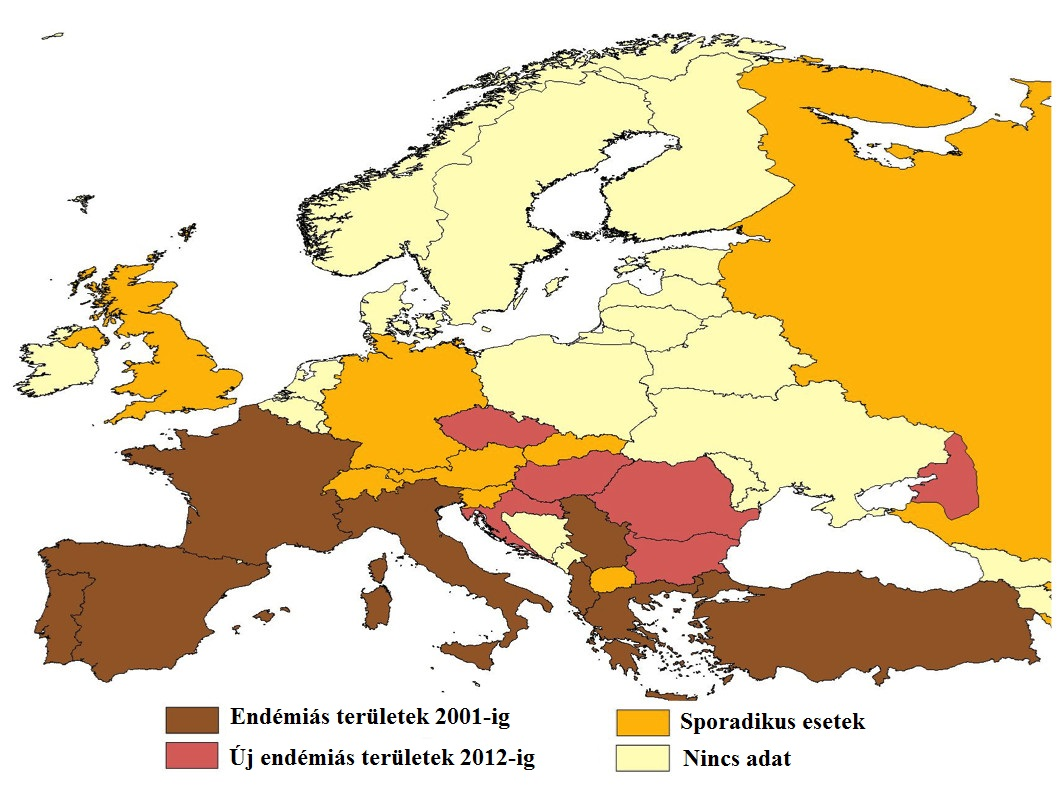 Endémiás területek 2001-ig
Új endémiás területek 2012-ig
Sporadikus esetek
Nincs adat